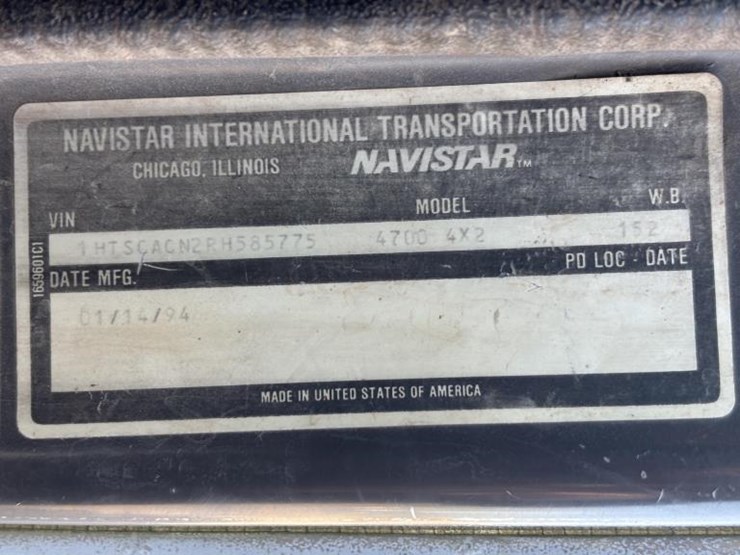 NAVISTAR INTERNATIONAL TRANSPORTATION CORP.
CHICAGO, ILLINOIS NAVISTAR™
VIN MODEL W.B.
1HTSCACN2RH585775 4700 4X2 152
DATE MFG. PD LOC - DATE
01/14/94
MADE IN UNITED STATES OF AMERICA
1659601C1